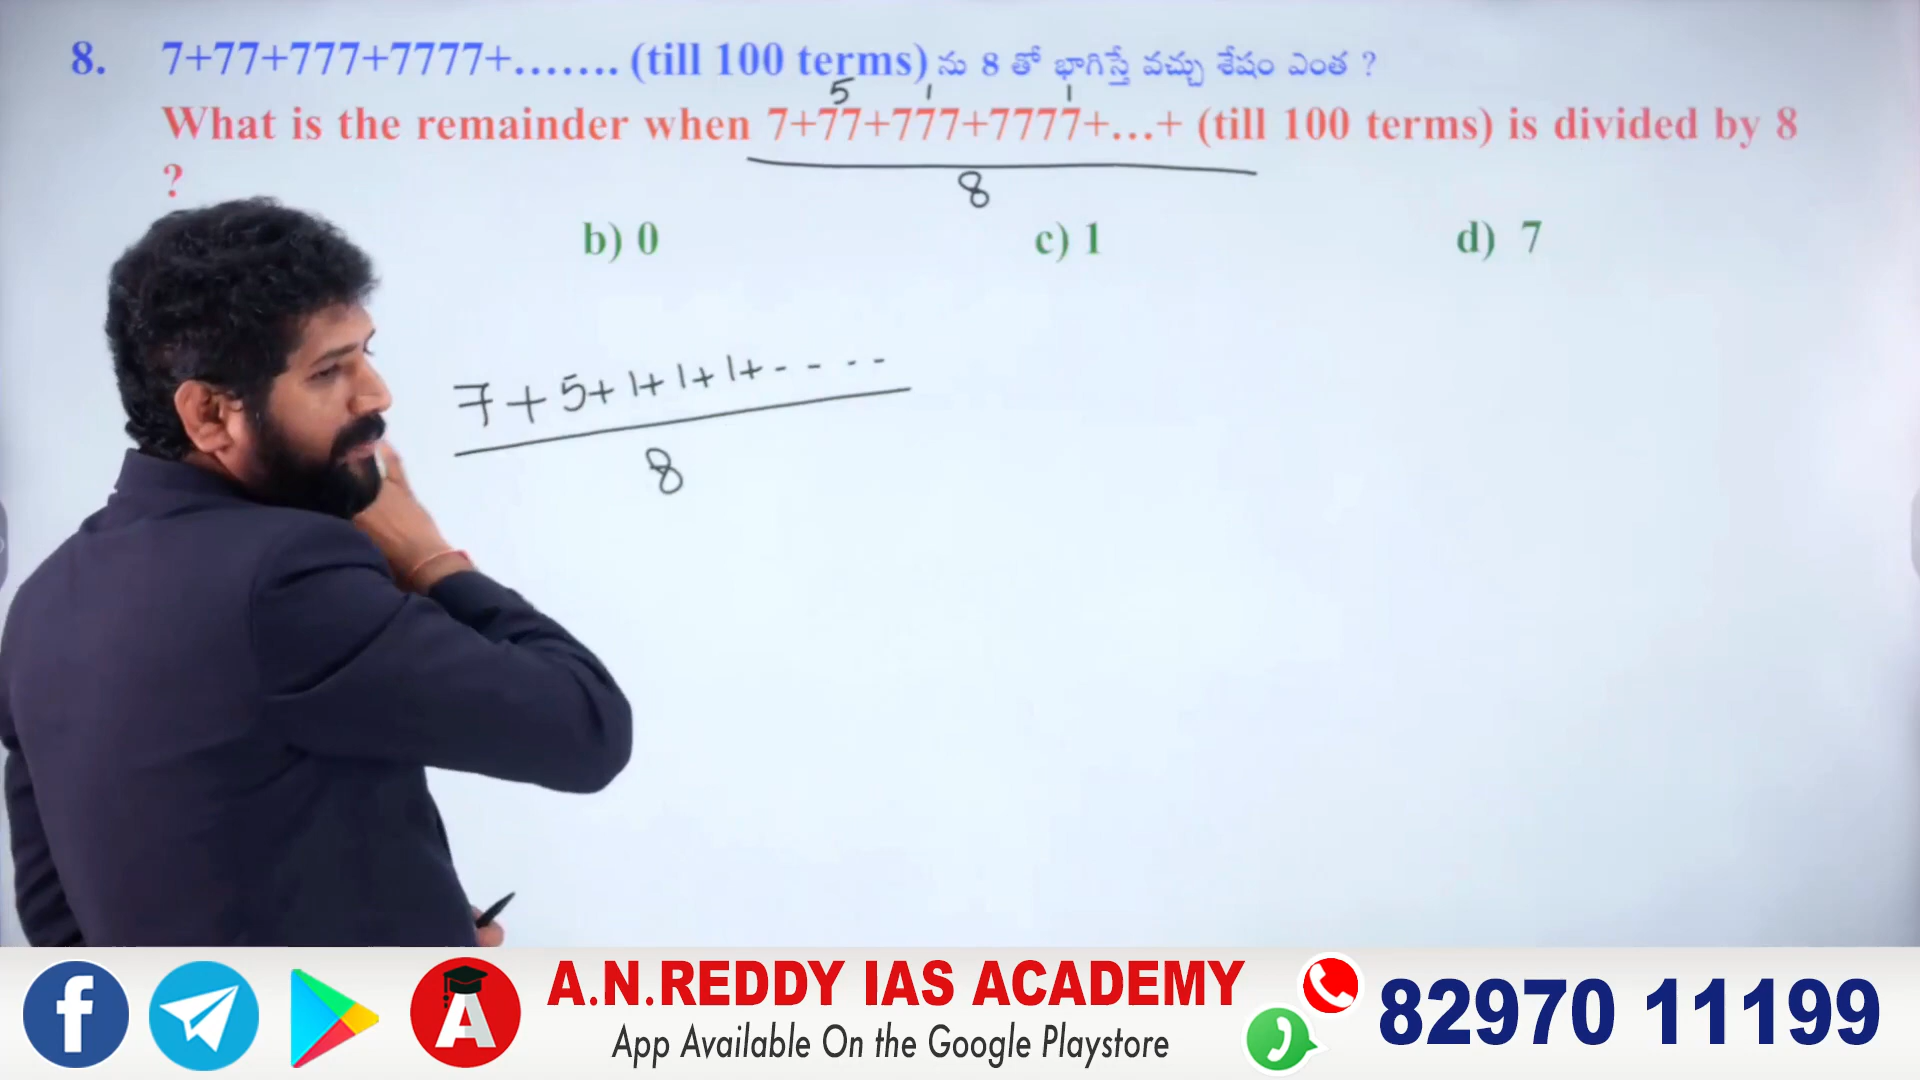 8. 7+77+777+7777+....... (till 100 terms) ను 8 తో భాగిస్తే వచ్చు శేషం ఎంత ?
5 1 1
What is the remainder when 7+77+777+7777+...+ (till 100 terms) is divided by 8
?
8
b) 0 c) 1 d) 7
7+5+1+1+1+- - - -
8
A.N.REDDY IAS ACADEMY
App Available On the Google Playstore
82970 11199